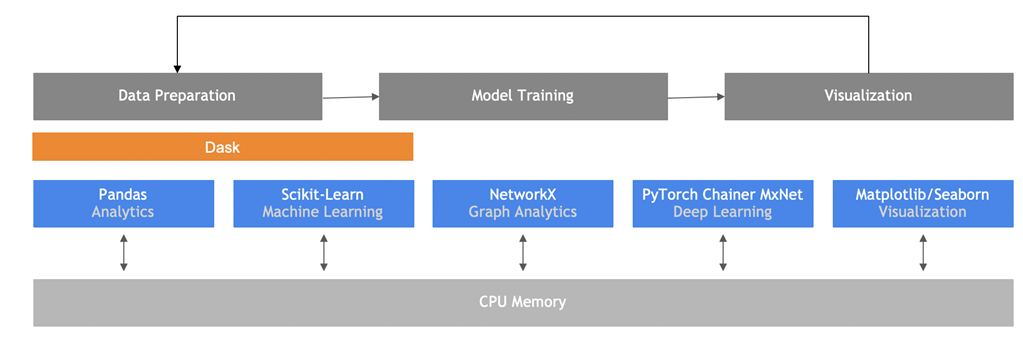 Data Preparation
Model Training
Visualization
Dask
Pandas
Analytics
Scikit-Learn
Machine Learning
NetworkX
Graph Analytics
PyTorch Chainer MxNet
Deep Learning
Matplotlib/Seaborn
Visualization
CPU Memory